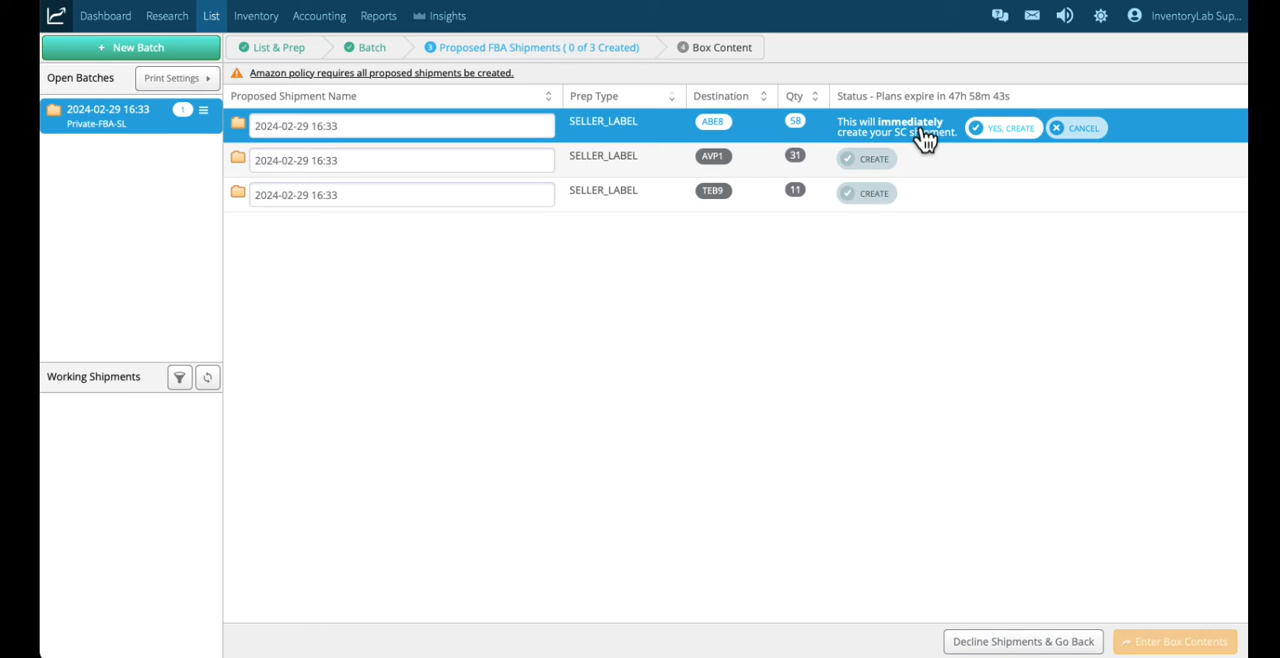 Dashboard Research List Inventory Accounting Reports Insights InventoryLab Sup...
+ New Batch List & Prep Batch 3 Proposed FBA Shipments ( 0 of 3 Created) 4 Box Content
Open Batches Print Settings
Amazon policy requires all proposed shipments be created.
Proposed Shipment Name Prep Type Destination Qty Status - Plans expire in 47h 58m 43s
2024-02-29 16:33 1
Private-FBA-SL
2024-02-29 16:33 SELLER_LABEL ABE8 58 This will immediately
create your SC shipment. YES, CREATE CANCEL
2024-02-29 16:33 SELLER_LABEL AVP1 31 CREATE
2024-02-29 16:33 SELLER_LABEL TEB9 11 CREATE
Working Shipments
Decline Shipments & Go Back Enter Box Contents